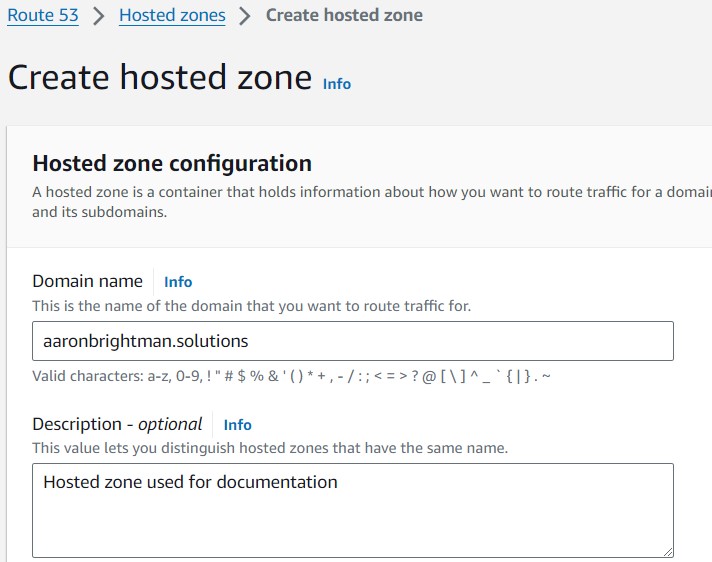 Route 53 > Hosted zones > Create hosted zone
Create hosted zone Info
Hosted zone configuration
A hosted zone is a container that holds information about how you want to route traffic for a domain
and its subdomains.
Domain name Info
This is the name of the domain that you want to route traffic for.
aaronbrightman.solutions
Valid characters: a-z, 0-9, ! " # $ % & ' ( ) * + , - / : ; < = > ? @ [ \ ] ^ _ ` { | } . ~
Description - optional Info
This value lets you distinguish hosted zones that have the same name.
Hosted zone used for documentation